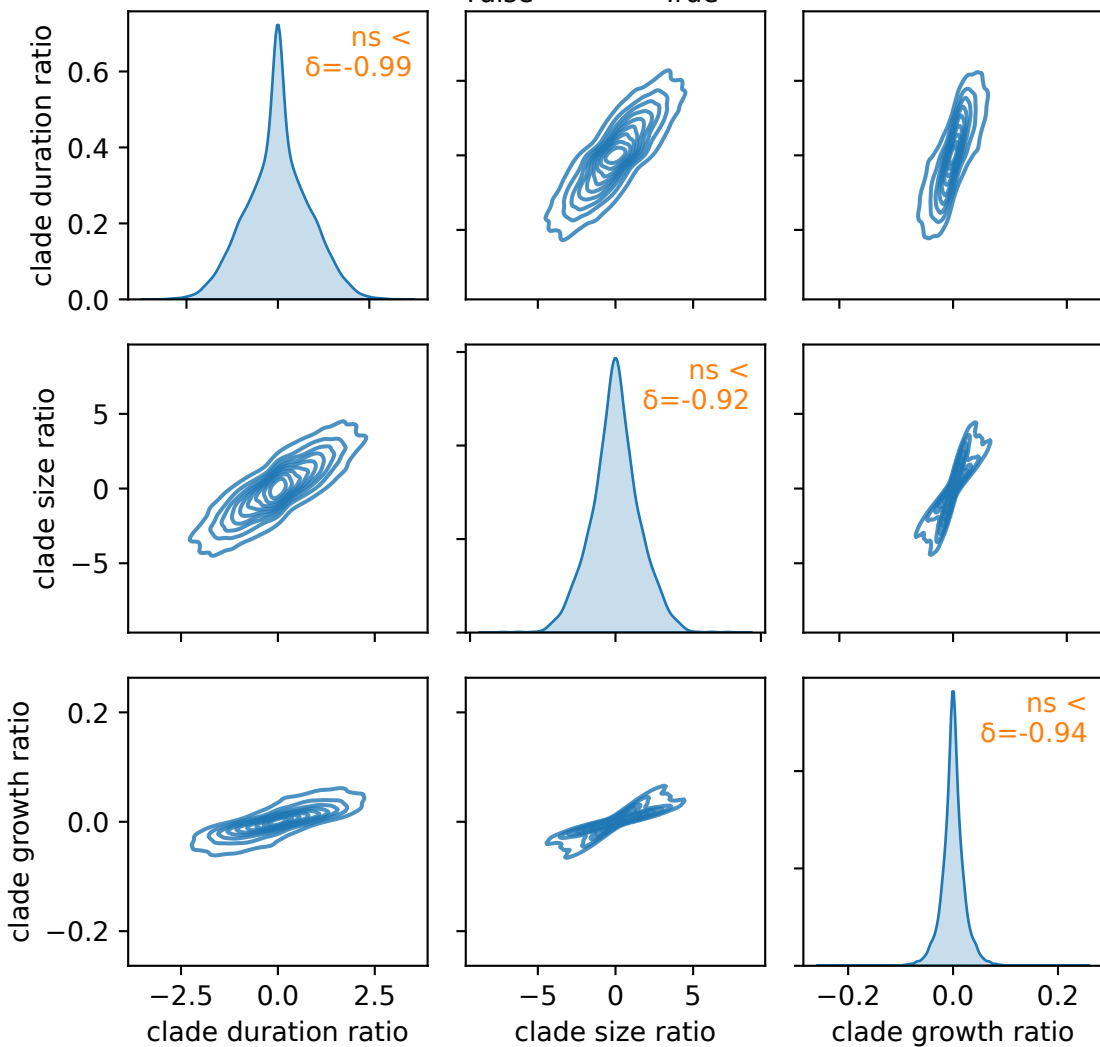 True
clade duration ratio
0.6
0.4
0.2
0.0
ns <
δ=-0.99
clade size ratio
5
0
−5
ns <
δ=-0.92
clade growth ratio
0.2
0.0
−0.2
ns <
δ=-0.94
−2.5 0.0 2.5
−5 0 5
−0.2 0.0 0.2
clade duration ratio
clade size ratio
clade growth ratio